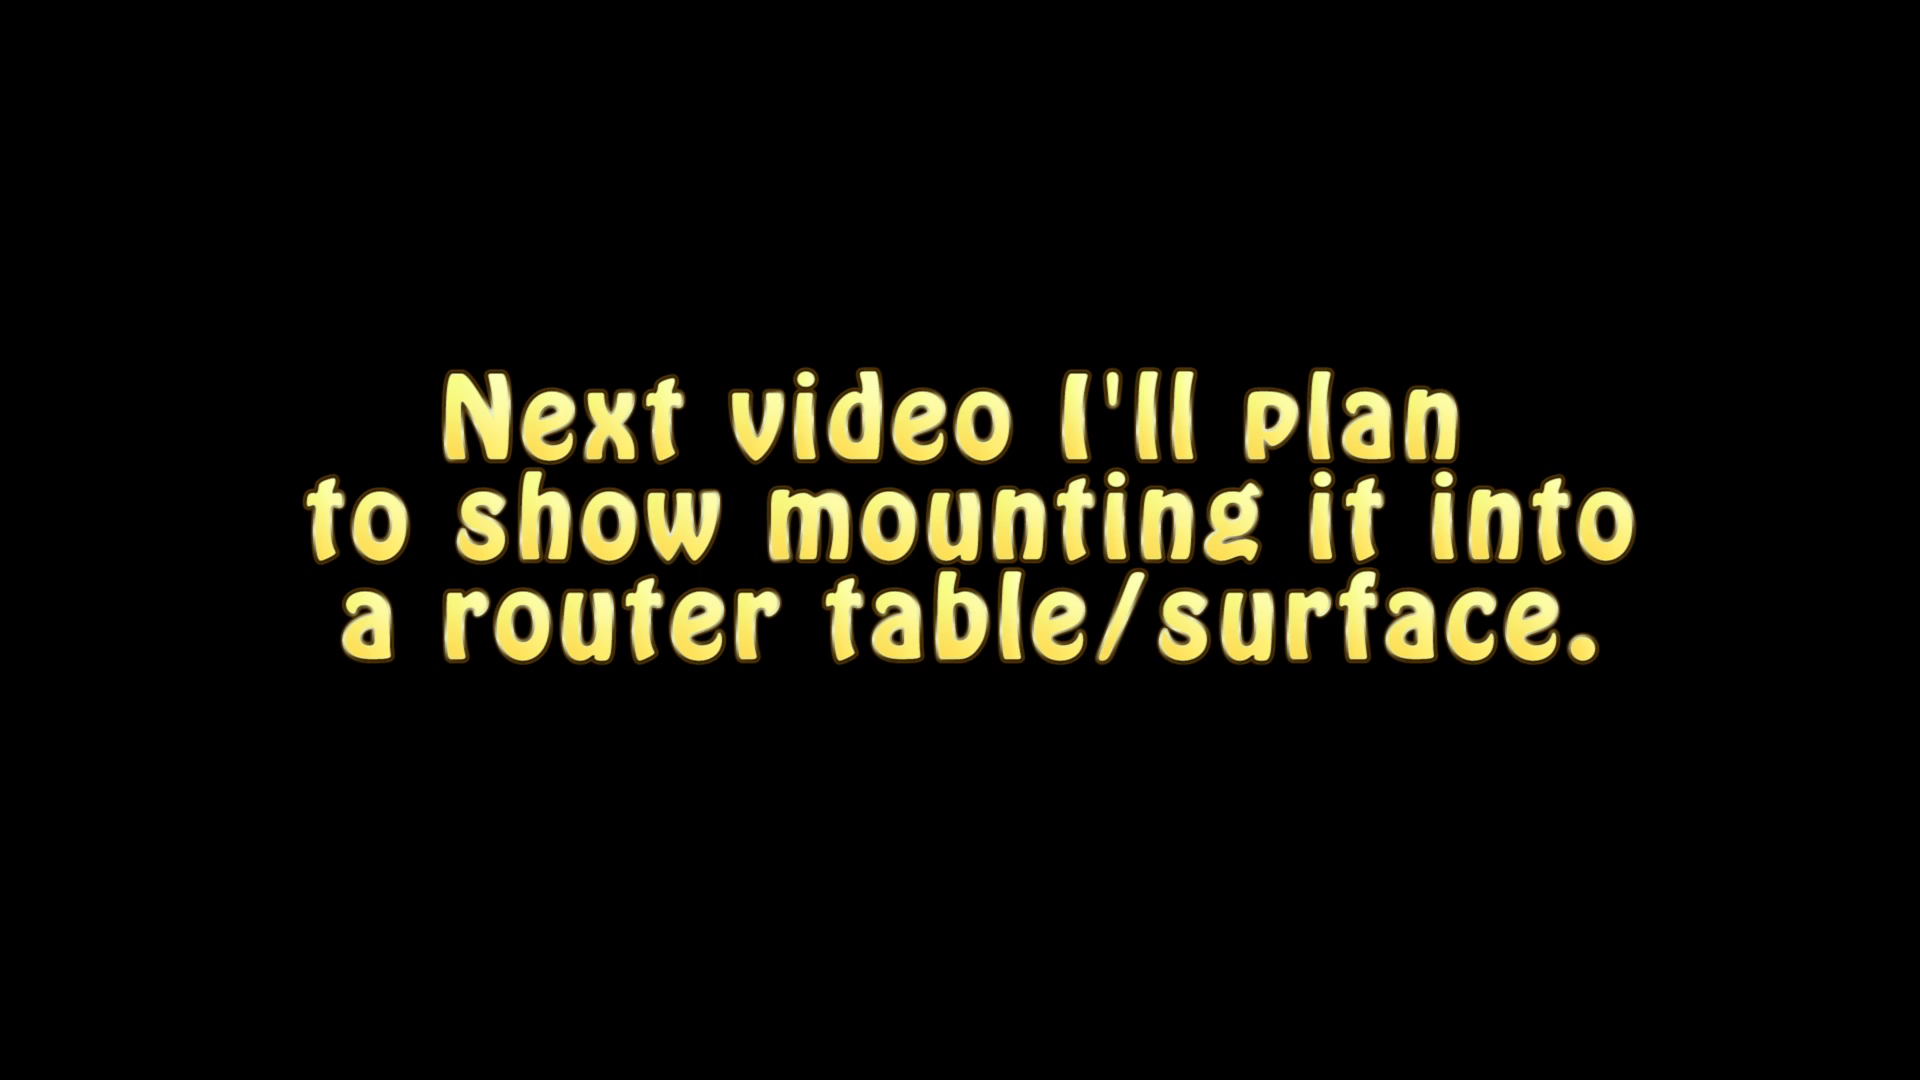 Next video I'll plan
to show mounting it into
a router table/surface.